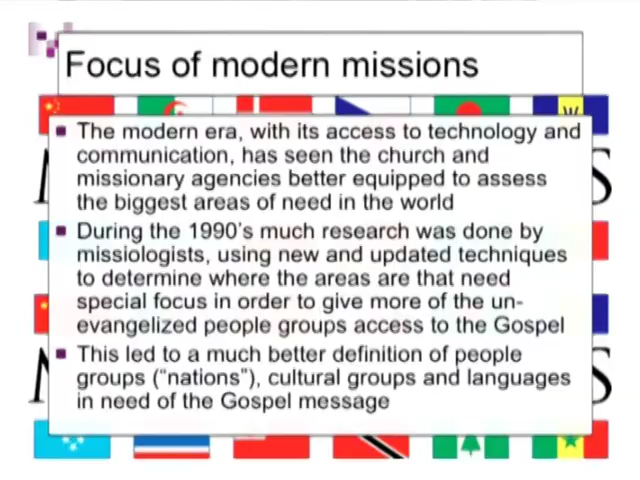 Focus of modern missions
▪ The modern era, with its access to technology and
communication, has seen the church and
missionary agencies better equipped to assess
the biggest areas of need in the world
▪ During the 1990's much research was done by
missiologists, using new and updated techniques
to determine where the areas are that need
special focus in order to give more of the un-
evangelized people groups access to the Gospel
▪ This led to a much better definition of people
groups ("nations"), cultural groups and languages
in need of the Gospel message